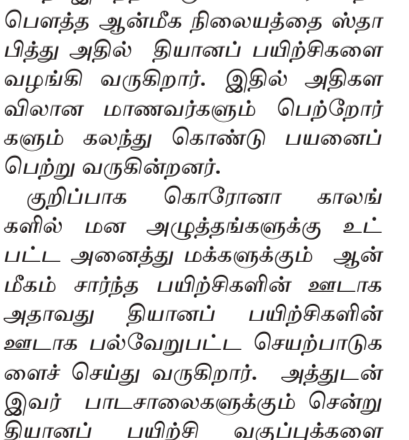 பௌத்த ஆன்மீக நிலையத்தை ஸ்தா
பித்து அதில் தியானப் பயிற்சிகளை
வழங்கி வருகிறார். இதில் அதிகள
விலான மாணவர்களும் பெற்றோர்
களும் கலந்து கொண்டு பயனைப்
பெற்று வருகின்றனர்.
குறிப்பாக கொரோனா காலங்
களில் மன அழுத்தங்களுக்கு உட்
பட்ட அனைத்து மக்களுக்கும் ஆன்
மீகம் சார்ந்த பயிற்சிகளின் ஊடாக
அதாவது தியானப் பயிற்சிகளின்
ஊடாக பல்வேறுபட்ட செயற்பாடுக
ளைச் செய்து வருகிறார். அத்துடன்
இவர் பாடசாலைகளுக்கும் சென்று
தியானப் பயிற்சி வகுப்புக்களை